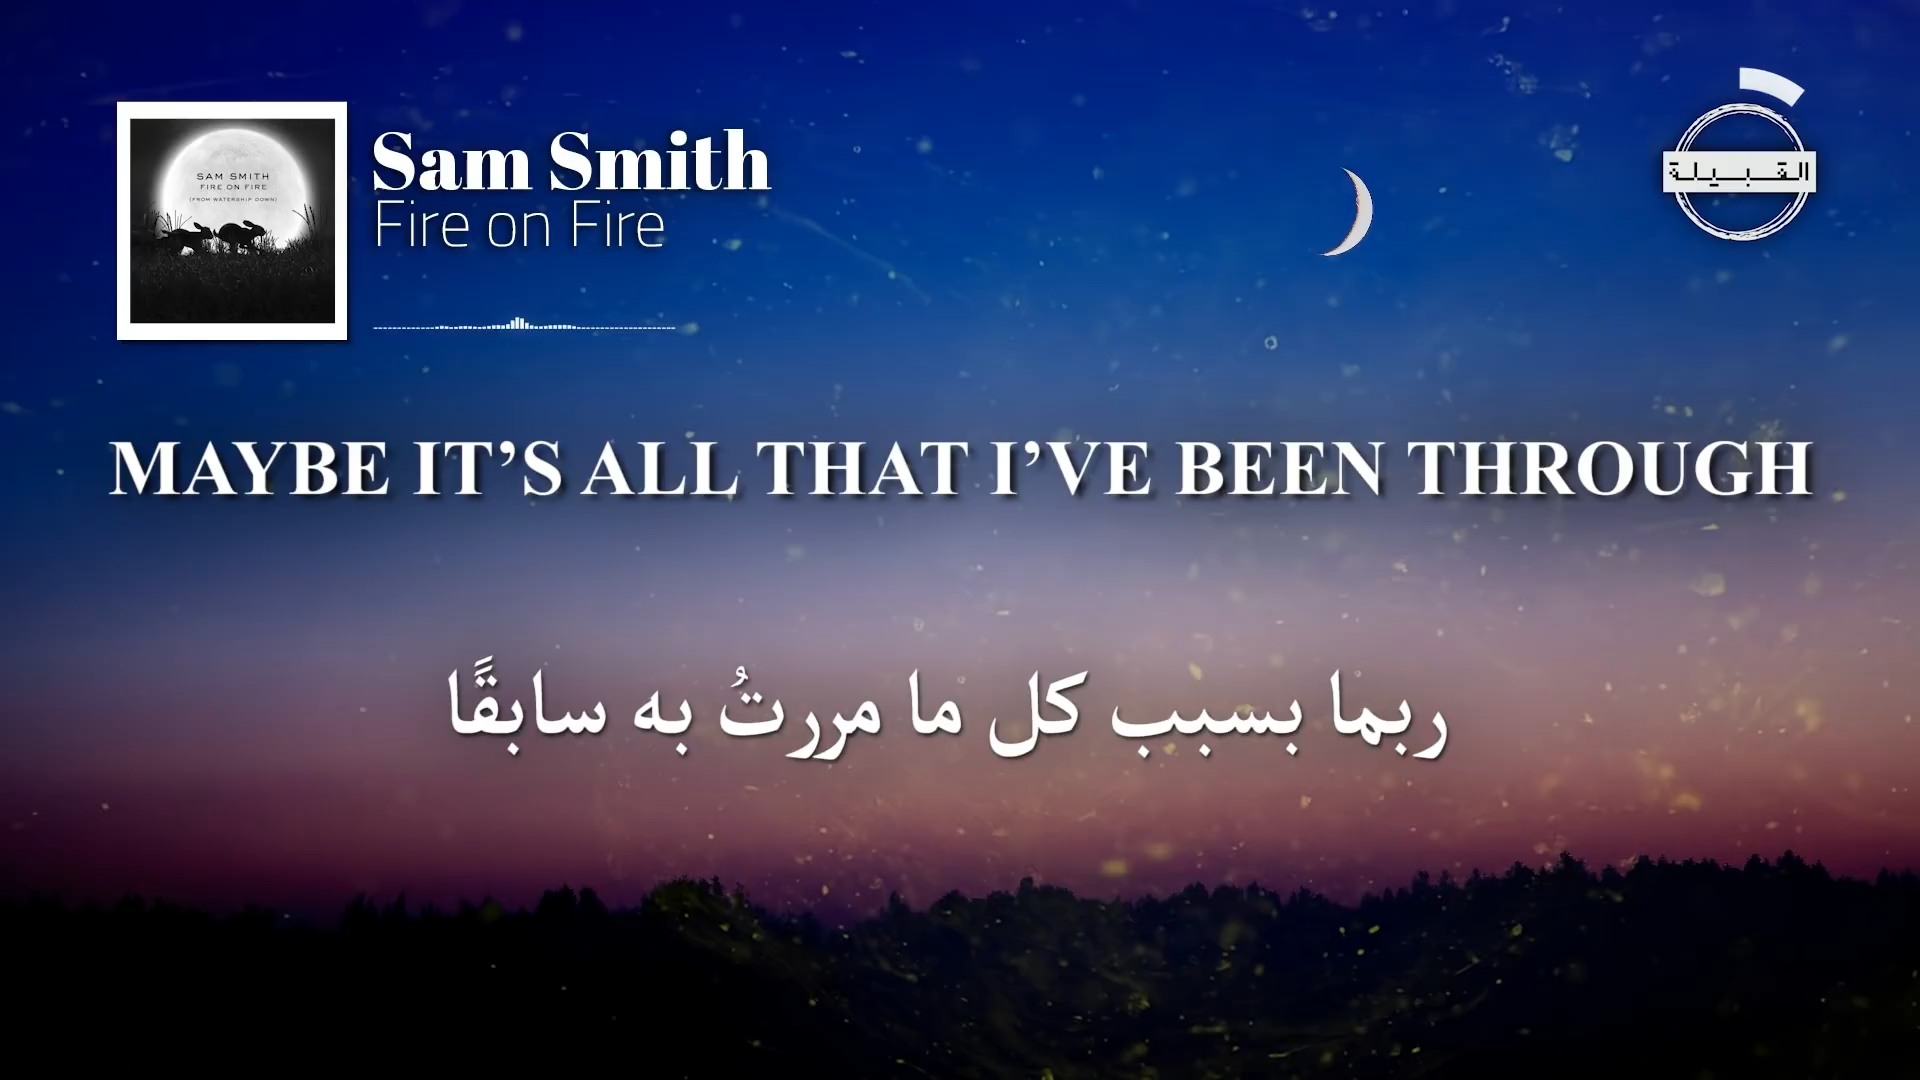 SAM SMITH
FIRE ON FIRE
(FROM WATERSHIP DOWN)
Sam Smith
Fire on Fire
القبيلة
MAYBE IT’S ALL THAT I’VE BEEN THROUGH
ربما بسبب كل ما مررتُ به سابقًا